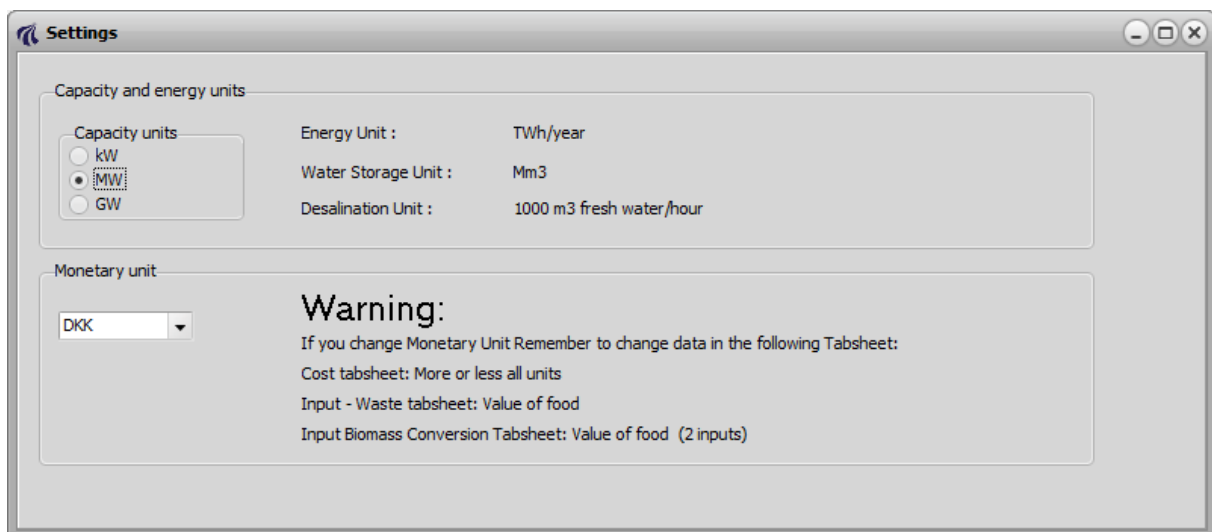 Settings
Capacity and energy units
Capacity units
kW
MW
GW
Energy Unit : TWh/year
Water Storage Unit : Mm3
Desalination Unit : 1000 m3 fresh water/hour
Monetary unit
DKK
Warning:
If you change Monetary Unit Remember to change data in the following Tabsheet:
Cost tabsheet: More or less all units
Input - Waste tabsheet: Value of food
Input Biomass Conversion Tabsheet: Value of food (2 inputs)